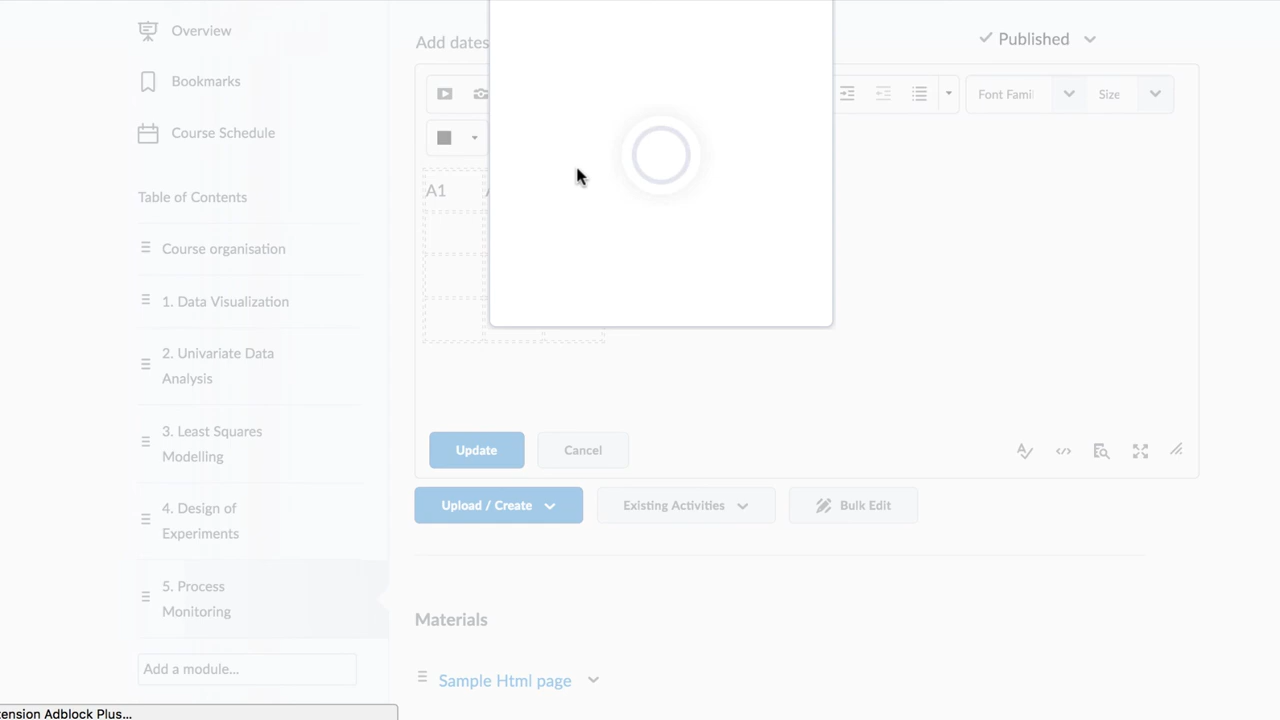 Overview
Bookmarks
Course Schedule
Table of Contents
Course organisation
1. Data Visualization
2. Univariate Data
Analysis
3. Least Squares
Modelling
4. Design of
Experiments
5. Process
Monitoring
Add a module...
tension Adblock Plus...
Add dates
Published
Font Famil
Size
A1
Update
Cancel
Upload / Create
Existing Activities
Bulk Edit
Materials
Sample Html page